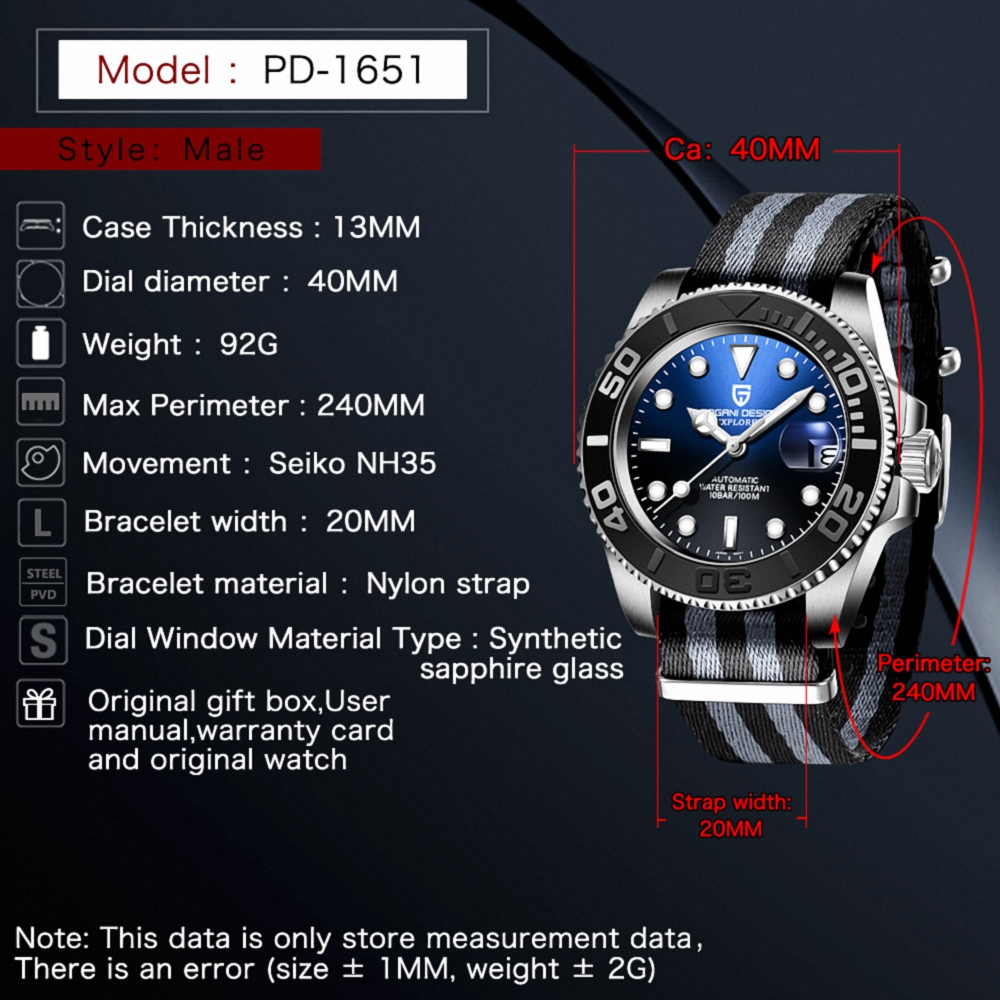 Model : PD-1651
Style: Male
Case Thickness : 13MM
Dial diameter : 40MM
Weight : 92G
Max Perimeter : 240MM
Movement : Seiko NH35
L
Bracelet width : 20MM
STEEL
PVD
Bracelet material : Nylon strap
S
Dial Window Material Type : Synthetic
sapphire glass
Original gift box,User
manual,warranty card
and original watch
Ca: 40MM
50
10
40
20
30
AUTOMATIC
WATER RESISTANT
10BAR/100M
Perimeter:
240MM
Strap width:
20MM
Note: This data is only store measurement data,
There is an error (size ± 1MM, weight ± 2G)